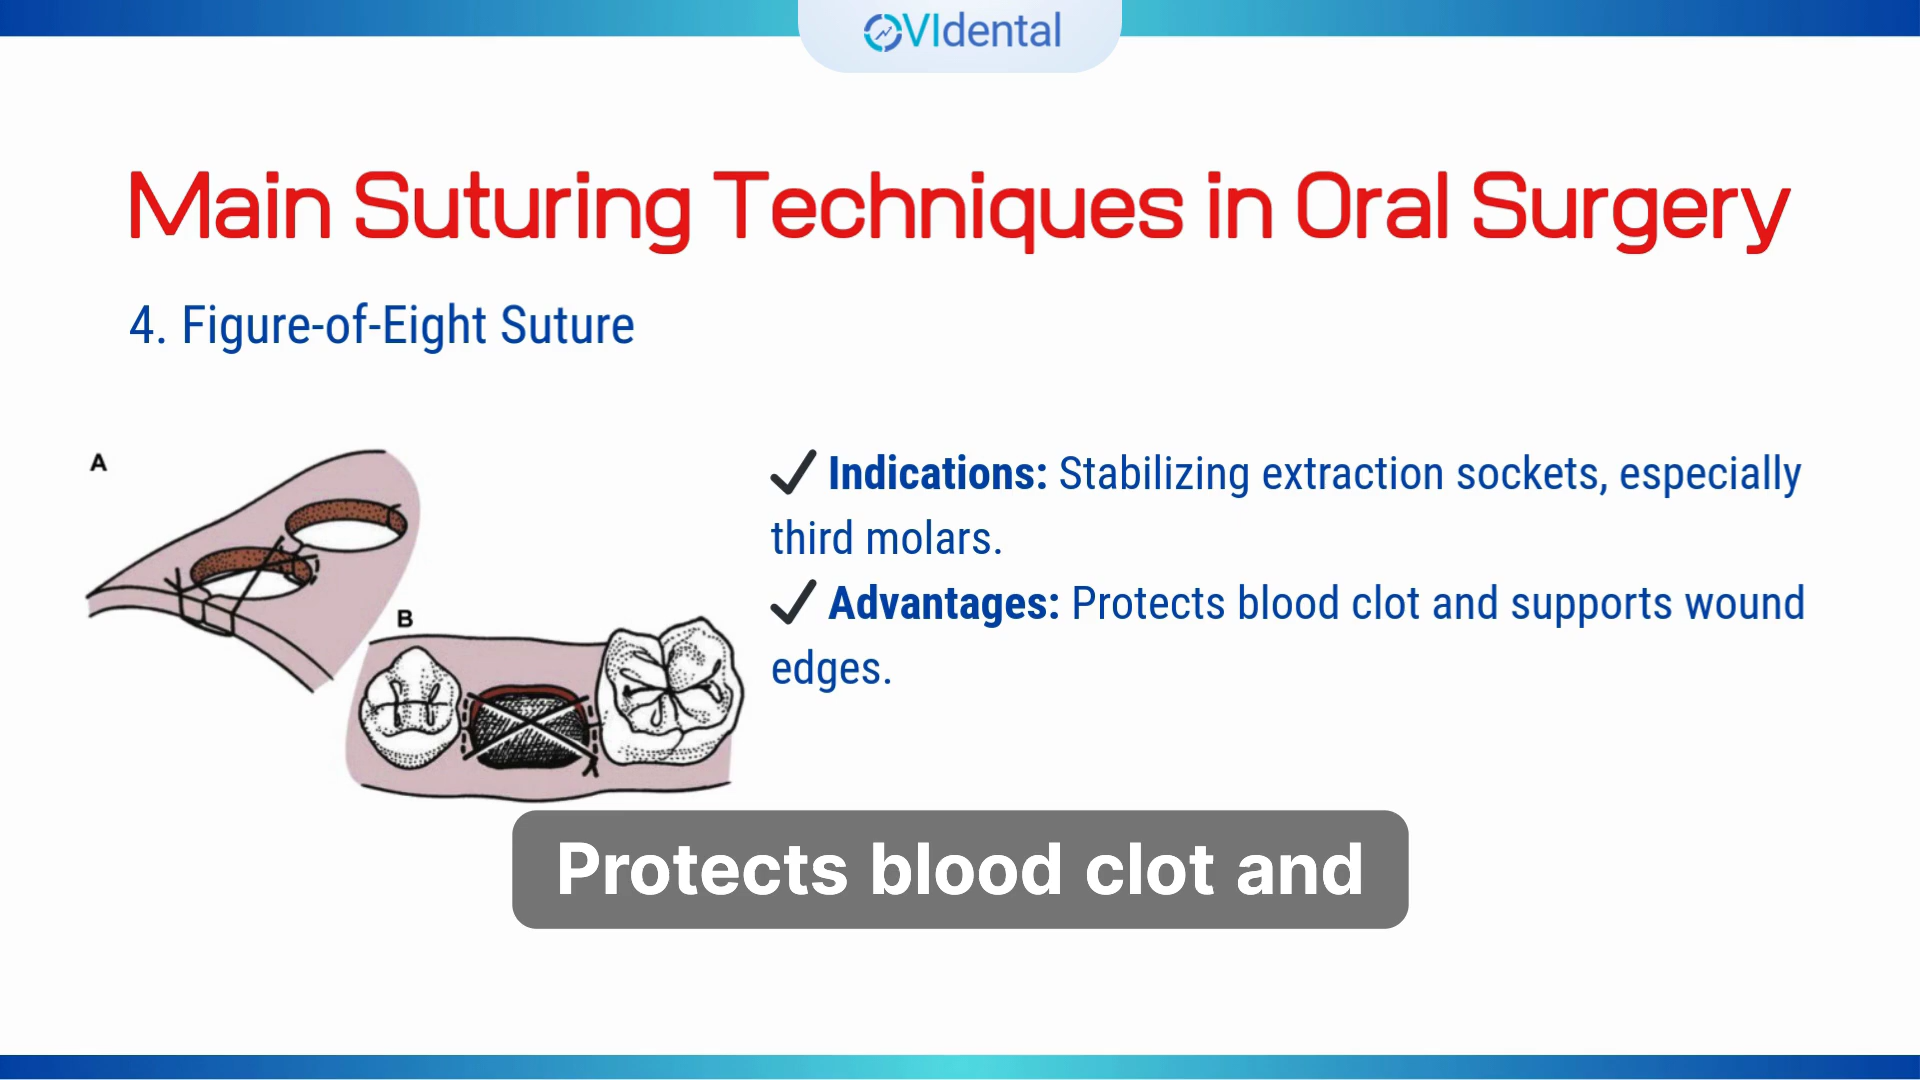 VIdental
Main Suturing Techniques in Oral Surgery
4. Figure-of-Eight Suture
A
B
✓ Indications: Stabilizing extraction sockets, especially
third molars.
✓ Advantages: Protects blood clot and supports wound
edges.
Protects blood clot and